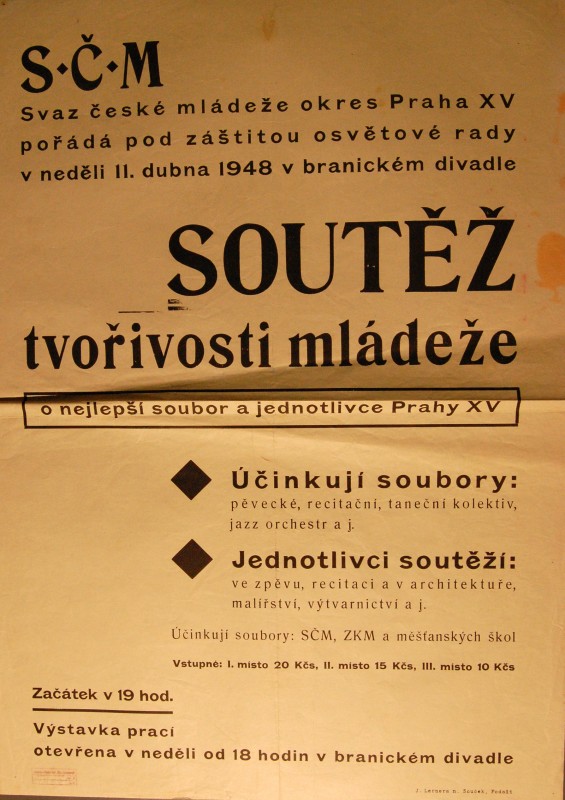 S·Č·M
Svaz české mládeže okres Praha XV
pořádá pod záštitou osvětové rady
v neděli 11. dubna 1948 v branickém divadle
SOUTĚŽ
tvořivosti mládeže
o nejlepší soubor a jednotlivce Prahy XV
Účinkují soubory:
pěvecké, recitační, taneční kolektiv,
jazz orchestr a j.
Jednotlivci soutěží:
ve zpěvu, recitaci a v architektuře,
malířství, výtvarnictví a j.
Účinkují soubory: SČM, ZKM a měšťanských škol
Vstupné: I. místo 20 Kčs, II. místo 15 Kčs, III. místo 10 Kčs
Začátek v 19 hod.
Výstavka prací
otevřena v neděli od 18 hodin v branickém divadle
J. Lernera n. Souček, Podolí